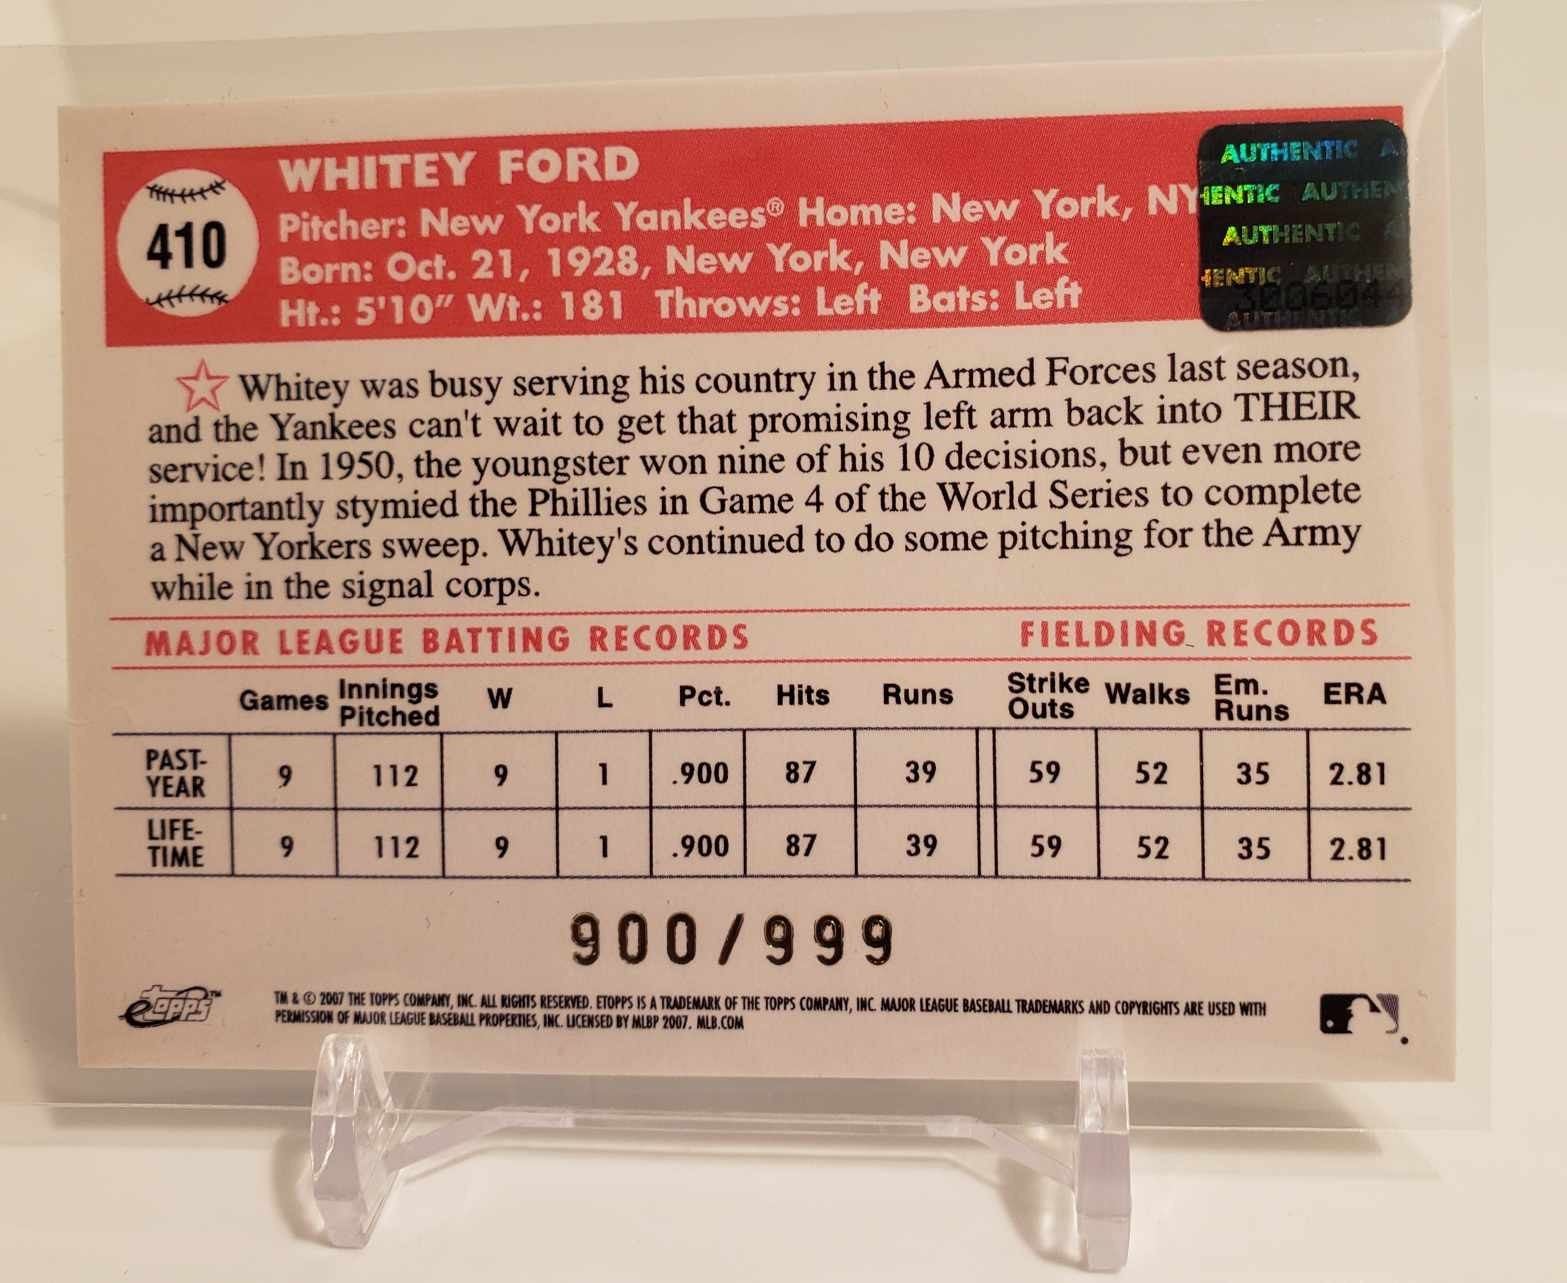 410
WHITEY FORD
Pitcher: New York Yankees® Home: New York, NY
Born: Oct. 21, 1928, New York, New York
Ht.: 5'10" Wt.: 181 Throws: Left Bats: Left
AUTHENTIC A
HENTIC AUTHEN
AUTHENTIC A
HENTIC AUTHEN
AUTHENTIC
Whitey was busy serving his country in the Armed Forces last season,
and the Yankees can't wait to get that promising left arm back into THEIR
service! In 1950, the youngster won nine of his 10 decisions, but even more
importantly stymied the Phillies in Game 4 of the World Series to complete
a New Yorkers sweep. Whitey's continued to do some pitching for the Army
while in the signal corps.
MAJOR LEAGUE BATTING RECORDS FIELDING RECORDS
Games Innings Pitched W L Pct. Hits Runs Strike Outs Walks Em. Runs ERA
PAST-YEAR 9 112 9 1 .900 87 39 59 52 35 2.81
LIFE-TIME 9 112 9 1 .900 87 39 59 52 35 2.81
900/999
etopps™ TM & © 2007 THE TOPPS COMPANY, INC. ALL RIGHTS RESERVED. ETOPPS IS A TRADEMARK OF THE TOPPS COMPANY, INC. MAJOR LEAGUE BASEBALL TRADEMARKS AND COPYRIGHTS ARE USED WITH
PERMISSION OF MAJOR LEAGUE BASEBALL PROPERTIES, INC. LICENSED BY MLBP 2007. MLB.COM